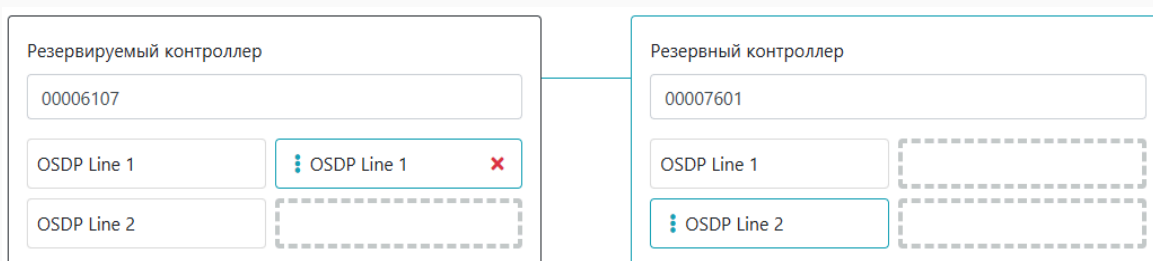 Резервируемый контроллер
00006107
OSDP Line 1
OSDP Line 1
OSDP Line 2
Резервный контроллер
00007601
OSDP Line 1
OSDP Line 2